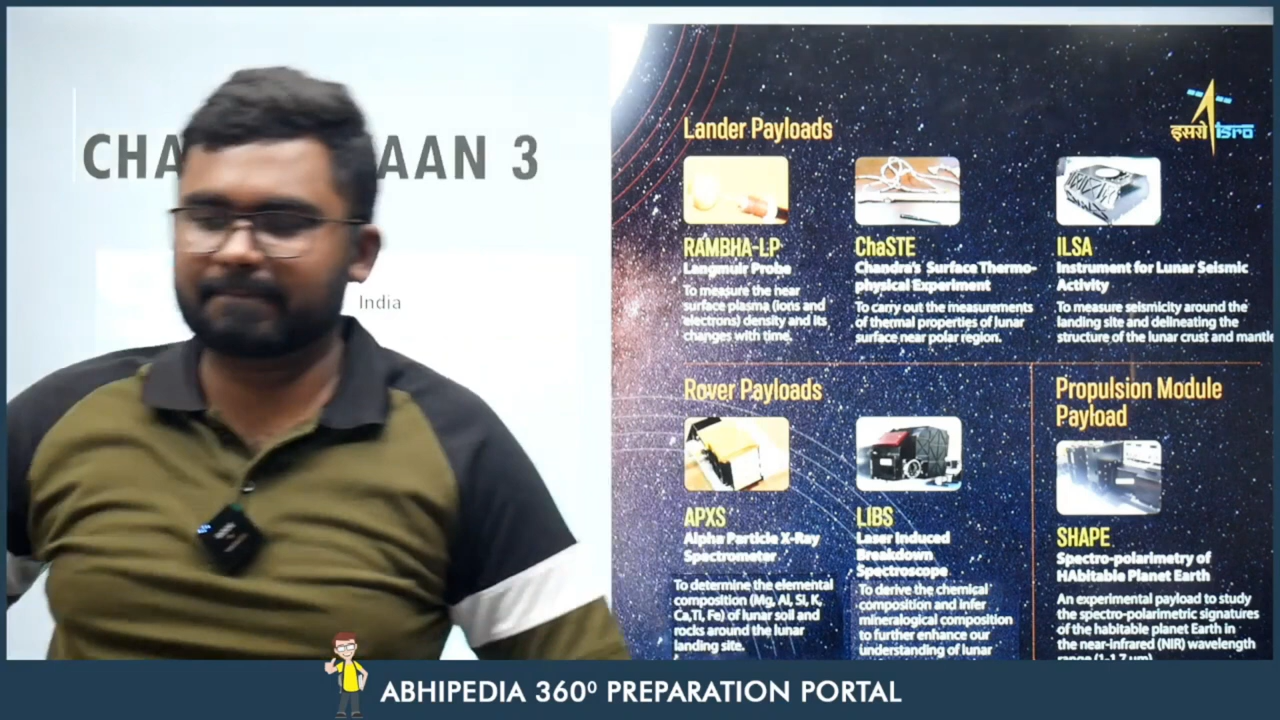 CHA AAN 3
India
इसरो isro
Lander Payloads
RAMBHA-LP
Langmuir Probe
To measure the near
surface plasma (ions and
electrons) density and its
changes with time.
ChaSTE
Chandra's Surface Thermo-
physical Experiment
To carry out the measurements
of thermal properties of lunar
surface near polar region.
ILSA
Instrument for Lunar Seismic
Activity
To measure seismicity around the
landing site and delineating the
structure of the lunar crust and mantle
Rover Payloads
APXS
Alpha Particle X-Ray
Spectrometer
To determine the elemental
composition (Mg, Al, Si, K,
Ca,Ti, Fe) of lunar soil and
rocks around the lunar
landing site.
LIBS
Laser Induced
Breakdown
Spectroscope
To derive the chemical
composition and infer
mineralogical composition
to further enhance our
understanding of lunar
Propulsion Module
Payload
SHAPE
Spectro-polarimetry of
HAbitable Planet Earth
An experimental payload to study
the spectro-polarimetric signatures
of the habitable planet Earth in
the near-infrared (NIR) wavelength
range (1-1.7 µm).
ABHIPEDIA 360⁰ PREPARATION PORTAL